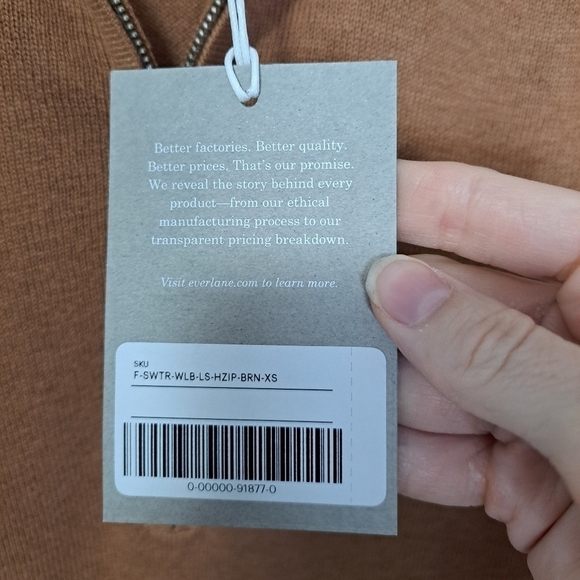 Better factories. Better quality.
Better prices. That's our promise.
We reveal the story behind every
product—from our ethical
manufacturing process to our
transparent pricing breakdown.
Visit everlane.com to learn more.
SKU
F-SWTR-WLB-LS-HZIP-BRN-XS
0-00000-91877-0